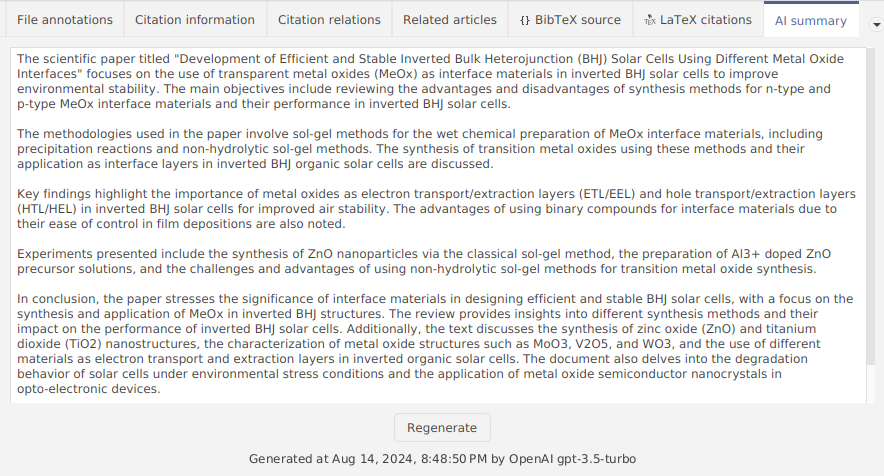 File annotations Citation information Citation relations Related articles {} BibTeX source TEX LaTeX citations AI summary
The scientific paper titled "Development of Efficient and Stable Inverted Bulk Heterojunction (BHJ) Solar Cells Using Different Metal Oxide
Interfaces" focuses on the use of transparent metal oxides (MeOx) as interface materials in inverted BHJ solar cells to improve
environmental stability. The main objectives include reviewing the advantages and disadvantages of synthesis methods for n-type and
p-type MeOx interface materials and their performance in inverted BHJ solar cells.
The methodologies used in the paper involve sol-gel methods for the wet chemical preparation of MeOx interface materials, including
precipitation reactions and non-hydrolytic sol-gel methods. The synthesis of transition metal oxides using these methods and their
application as interface layers in inverted BHJ organic solar cells are discussed.
Key findings highlight the importance of metal oxides as electron transport/extraction layers (ETL/EEL) and hole transport/extraction layers
(HTL/HEL) in inverted BHJ solar cells for improved air stability. The advantages of using binary compounds for interface materials due to
their ease of control in film depositions are also noted.
Experiments presented include the synthesis of ZnO nanoparticles via the classical sol-gel method, the preparation of Al3+ doped ZnO
precursor solutions, and the challenges and advantages of using non-hydrolytic sol-gel methods for transition metal oxide synthesis.
In conclusion, the paper stresses the significance of interface materials in designing efficient and stable BHJ solar cells, with a focus on the
synthesis and application of MeOx in inverted BHJ structures. The review provides insights into different synthesis methods and their
impact on the performance of inverted BHJ solar cells. Additionally, the text discusses the synthesis of zinc oxide (ZnO) and titanium
dioxide (TiO2) nanostructures, the characterization of metal oxide structures such as MoO3, V2O5, and WO3, and the use of different
materials as electron transport and extraction layers in inverted organic solar cells. The document also delves into the degradation
behavior of solar cells under environmental stress conditions and the application of metal oxide semiconductor nanocrystals in
opto-electronic devices.
Regenerate
Generated at Aug 14, 2024, 8:48:50 PM by OpenAI gpt-3.5-turbo